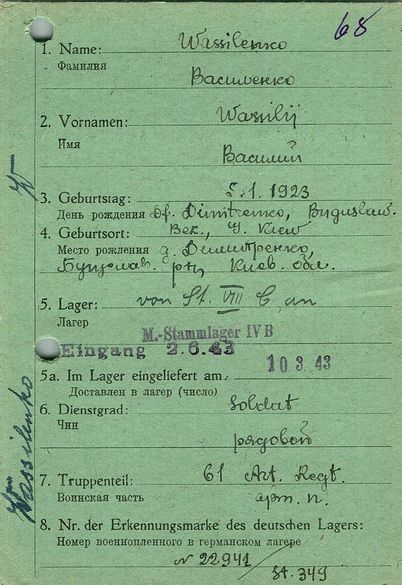 68
1. Name: Wassilenko
Фамилия
Василенко
2. Vornamen: Wassilij
Имя
Василий
3. Geburtstag: 5.1.1923
День рождения Df. Dimitrenko, Buguslaw.
4. Geburtsort: Bez., G. Kiew
Место рождения д. Димитренко,
Бугуслав. р-н, Киев. обл.
5. Lager: von St. VIII C an
Лагер
M.-Stammlager IV B
Eingang 2.6.43
10 3. 43
5a. Im Lager eingeliefert am
Доставлен в лагер (число)
6. Dienstgrad: Soldat
Чин
рядовой
7. Truppenteil: 61 Art. Regt.
Воинская часть арт. п.
8. Nr. der Erkennungsmarke des deutschen Lagers:
Номер военнопленного в германском лагере
N 22941/
St. 349
Wassilenko